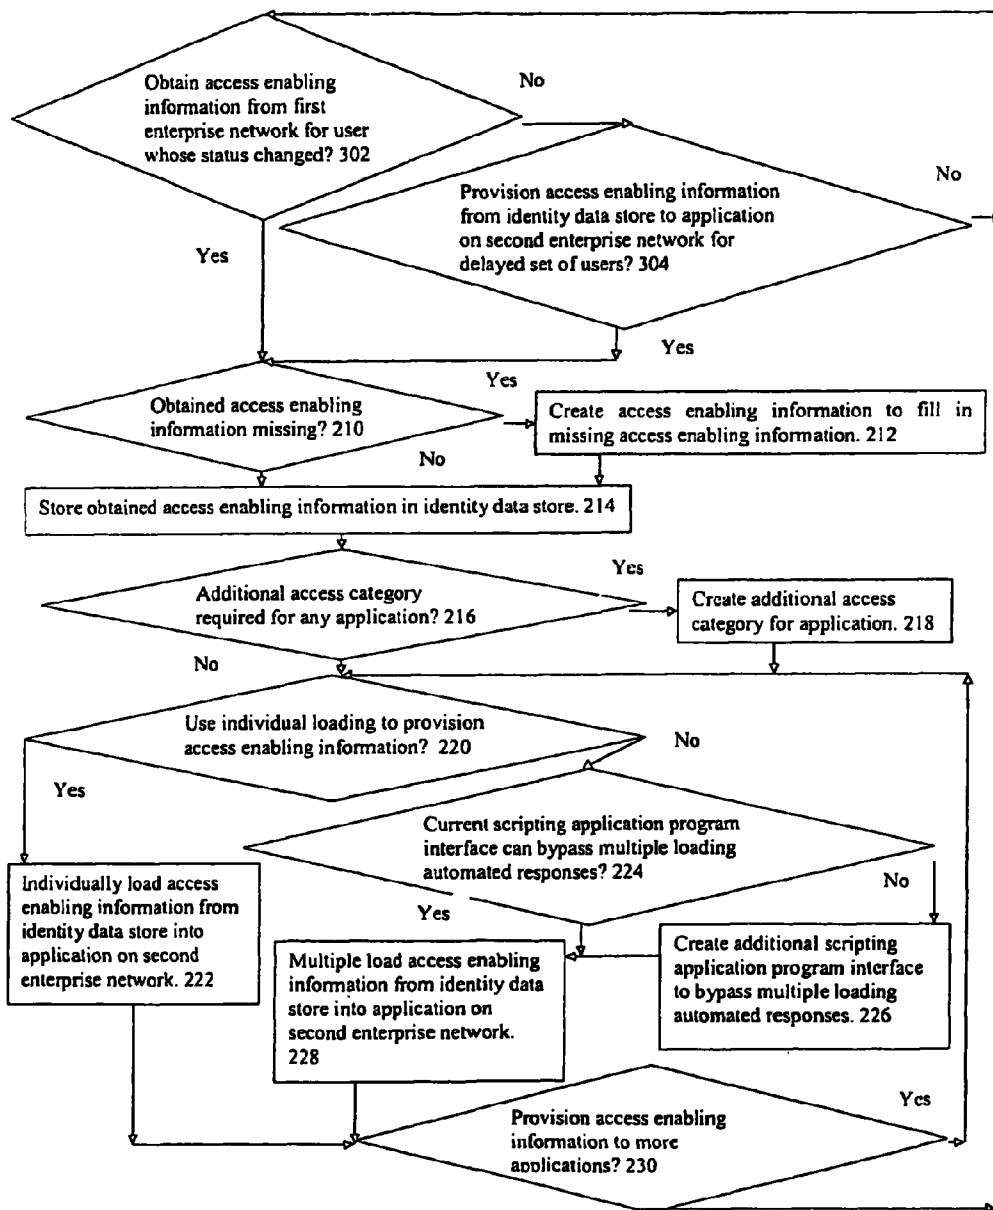 Obtain access enabling
information from first
enterprise network for user
whose status changed? 302
No
Provision access enabling information
from identity data store to application
on second enterprise network for
delayed set of users? 304
No
Yes
Yes
Obtained access enabling
information missing? 210
Yes
Create access enabling information to fill in
missing access enabling information. 212
No
Store obtained access enabling information in identity data store. 214
Additional access category
required for any application? 216
Yes
Create additional access
category for application. 218
No
Use individual loading to provision
access enabling information? 220
No
Yes
Current scripting application program
interface can bypass multiple loading
automated responses? 224
No
Yes
Individually load access
enabling information from
identity data store into
application on second
enterprise network. 222
Multiple load access enabling
information from identity data
store into application on
second enterprise network.
228
Create additional scripting
application program interface
to bypass multiple loading
automated responses. 226
Provision access enabling
information to more
applications? 230
Yes